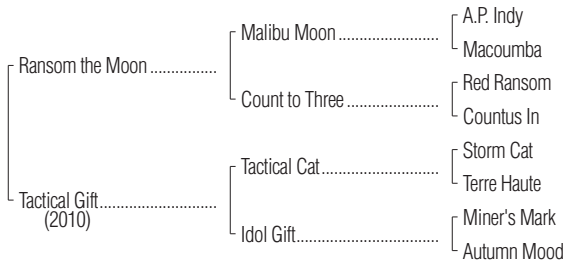 A.P. Indy
Malibu Moon
Macoumba
Ransom the Moon
Red Ransom
Count to Three
Countus In
Storm Cat
Tactical Cat
Terre Haute
Tactical Gift
(2010)
Miner's Mark
Idol Gift
Autumn Mood